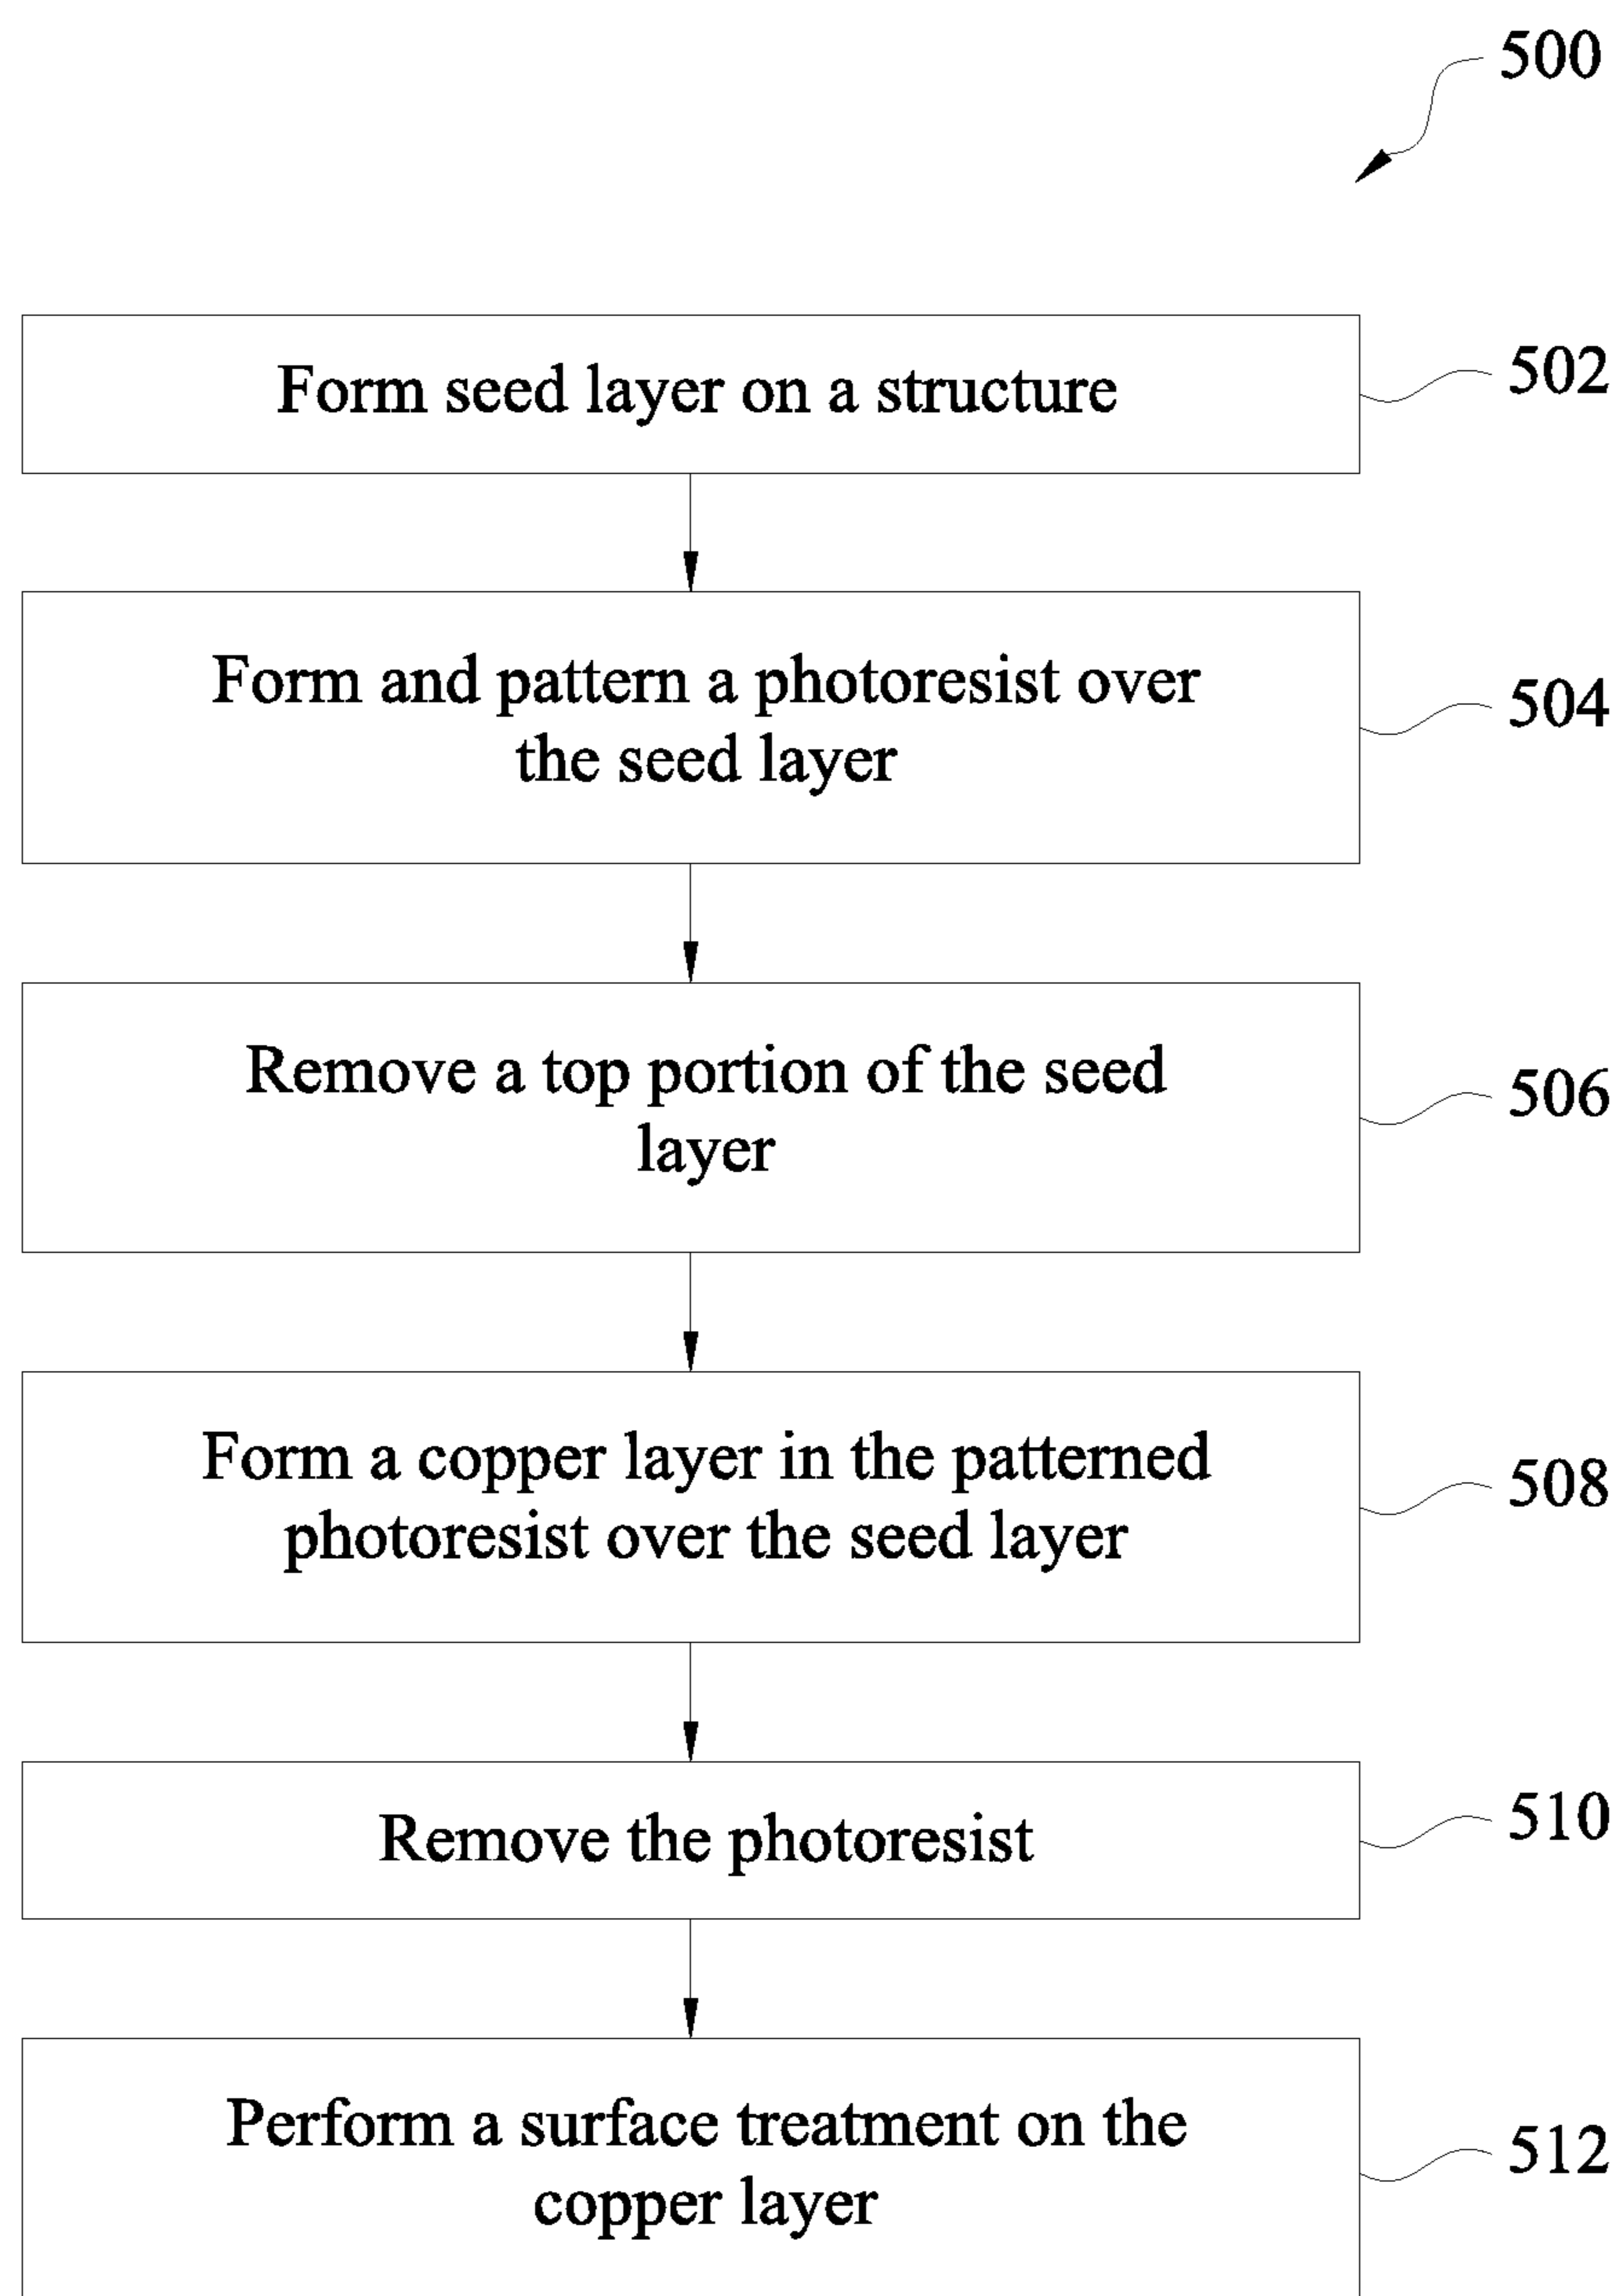 500
Form seed layer on a structure
502
Form and pattern a photoresist over
the seed layer
504
Remove a top portion of the seed
layer
506
Form a copper layer in the patterned
photoresist over the seed layer
508
Remove the photoresist
510
Perform a surface treatment on the
copper layer
512